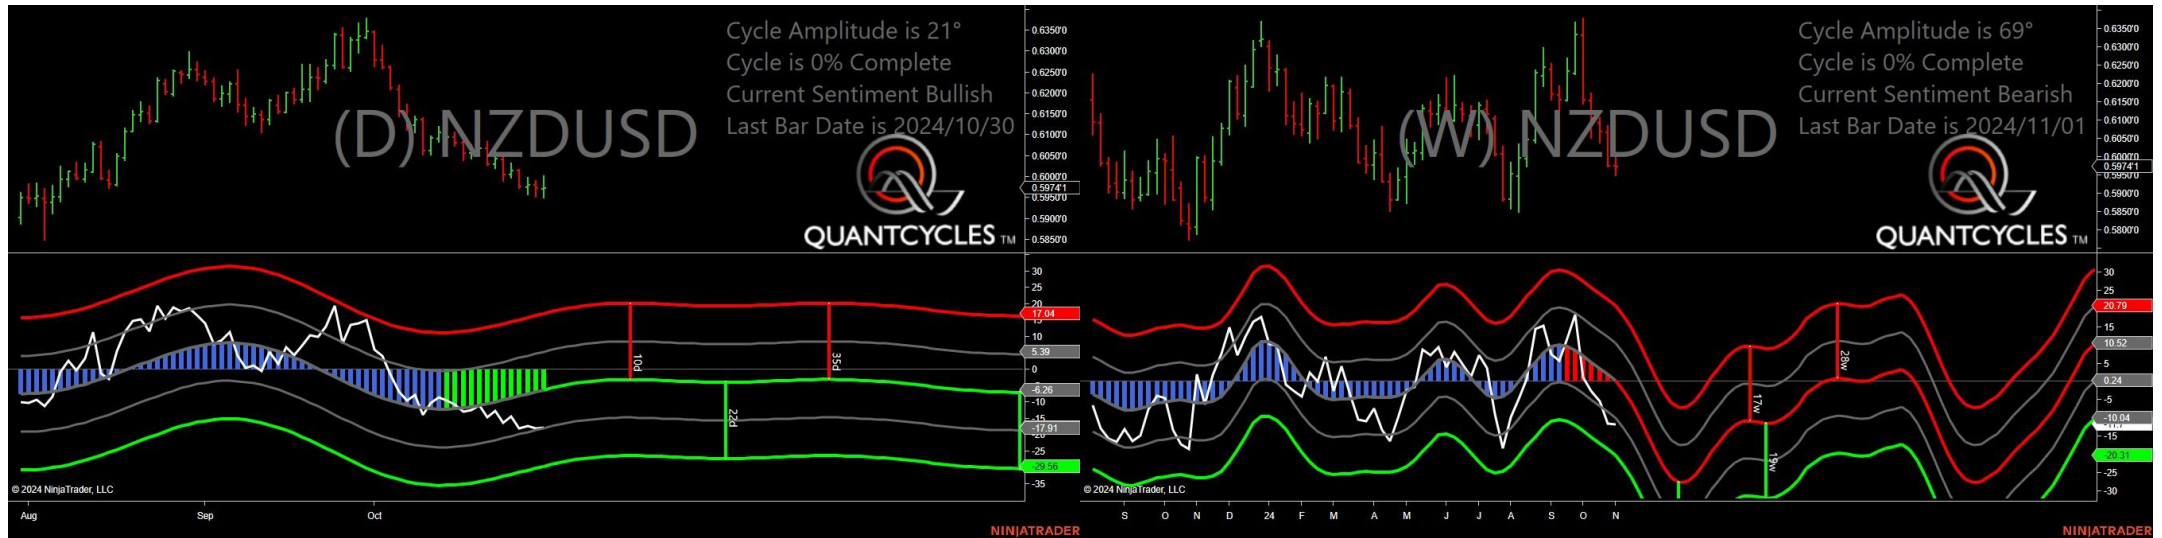 Cycle Amplitude is 21°
Cycle is 0% Complete
Current Sentiment Bullish
Last Bar Date is 2024/10/30
(D) NZDUSD
QUANTCYCLES TM
0.6350'0
0.6300'0
0.6250'0
0.6200'0
0.6150'0
0.6100'0
0.6050'0
0.6000'0
0.5974'1
0.5950'0
0.5900'0
0.5850'0
30
25
20
17.04
15
10
5.39
0
-6.26
-10
-15
-17.91
20
-25
-29.56
-35
10d
35d
22d
© 2024 NinjaTrader, LLC
Aug
Sep
Oct
NINJATRADER
Cycle Amplitude is 69°
Cycle is 0% Complete
Current Sentiment Bearish
Last Bar Date is 2024/11/01
(W) NZDUSD
QUANTCYCLES TM
0.6350'0
0.6300'0
0.6250'0
0.6200'0
0.6150'0
0.6100'0
0.6050'0
0.6000'0
0.5974'1
0.5950'0
0.5900'0
0.5850'0
0.5800'0
30
25
20.79
15
10.52
5
0.24
-5
-10.04
-15
-20.31
-25
-30
17w
28w
19w
© 2024 NinjaTrader, LLC
S
O
N
D
24
F
M
A
M
J
J
A
S
O
N
NINJATRADER